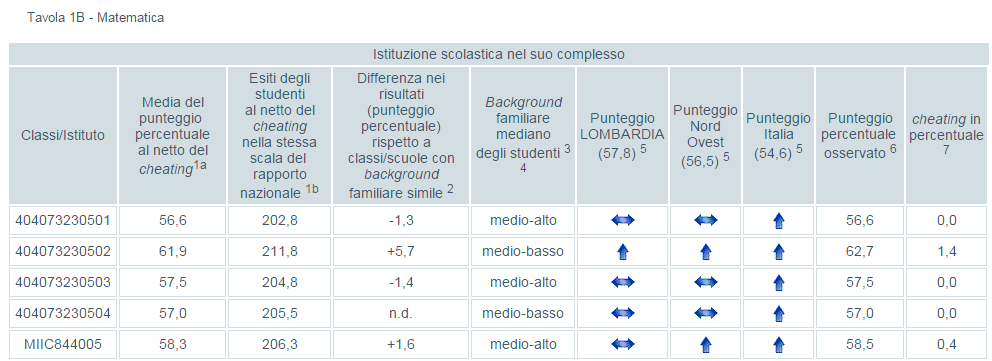 Tavola 1B - Matematica
Istituzione scolastica nel suo complesso
Classi/Istituto
Media del
punteggio
percentuale
al netto del
cheating1a
Esiti degli
studenti
al netto del
cheating
nella stessa
scala del
rapporto
nazionale 1b
Differenza nei
risultati
(punteggio
percentuale)
rispetto a
classi/scuole con
background
familiare simile 2
Background
familiare
mediano
degli studenti 3
4
Punteggio
LOMBARDIA
(57,8) 5
Punteggio
Nord
Ovest
(56,5) 5
Punteggio
Italia
(54,6) 5
Punteggio
percentuale
osservato 6
cheating in
percentuale
7
404073230501 56,6 202,8 -1,3 medio-alto 56,6 0,0
404073230502 61,9 211,8 +5,7 medio-basso 62,7 1,4
404073230503 57,5 204,8 -1,4 medio-alto 57,5 0,0
404073230504 57,0 205,5 n.d. medio-basso 57,0 0,0
MIIC844005 58,3 206,3 +1,6 medio-alto 58,5 0,4